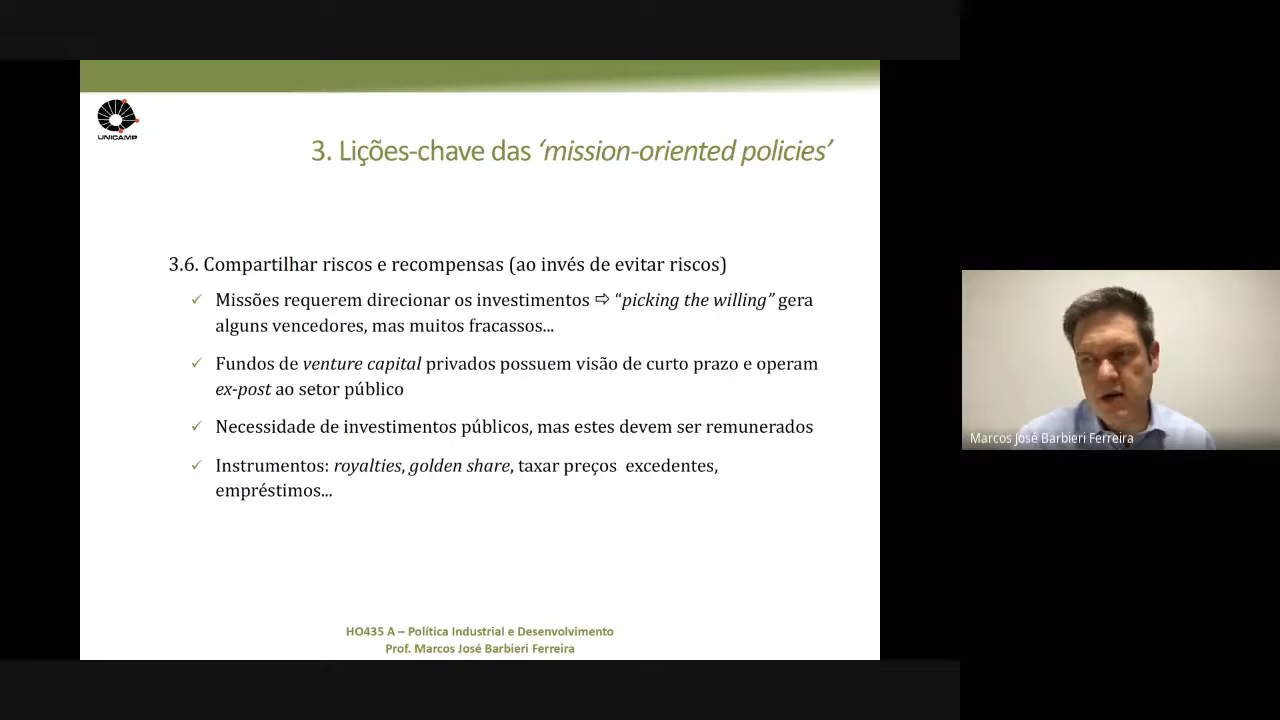 UNICAMP
3. Lições-chave das ‘mission-oriented policies’
3.6. Compartilhar riscos e recompensas (ao invés de evitar riscos)
✓ Missões requerem direcionar os investimentos ⇨ “picking the willing” gera
alguns vencedores, mas muitos fracassos...
✓ Fundos de venture capital privados possuem visão de curto prazo e operam
ex-post ao setor público
✓ Necessidade de investimentos públicos, mas estes devem ser remunerados
✓ Instrumentos: royalties, golden share, taxar preços excedentes,
empréstimos...
HO435 A – Política Industrial e Desenvolvimento
Prof. Marcos José Barbieri Ferreira
Marcos José Barbieri Ferreira